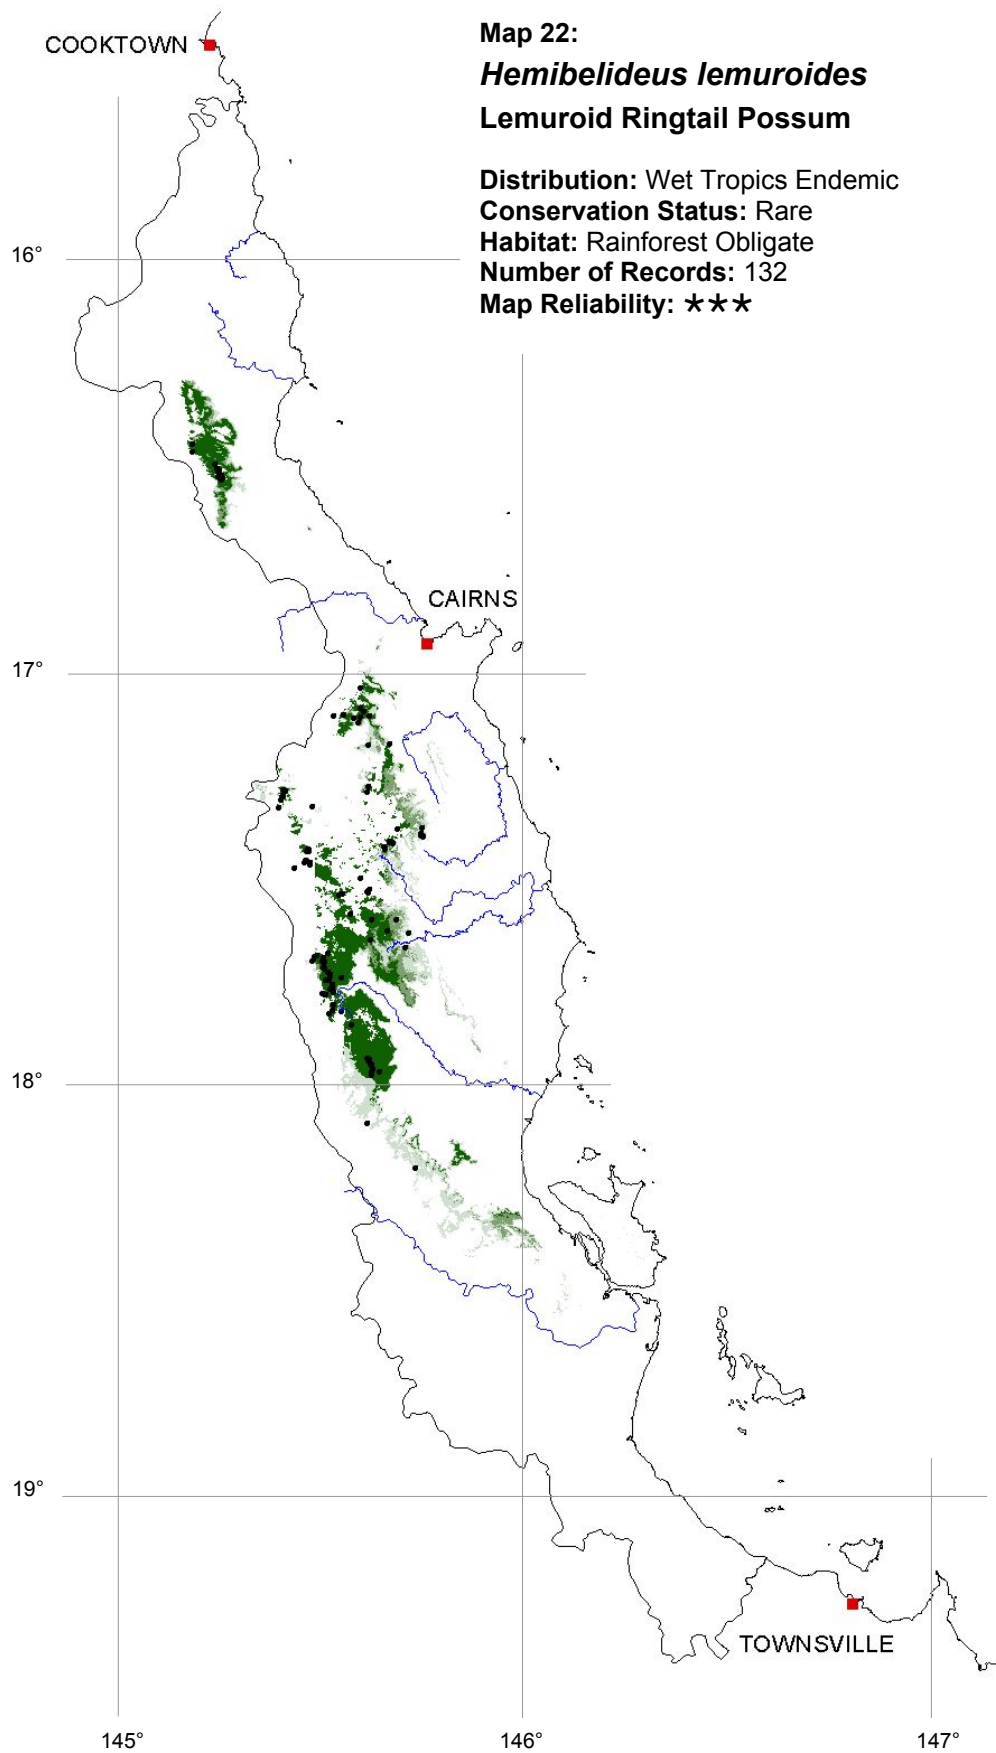 Map 22:
Hemibelideus lemuroides
Lemuroid Ringtail Possum
Distribution: Wet Tropics Endemic
Conservation Status: Rare
Habitat: Rainforest Obligate
Number of Records: 132
Map Reliability: ***
COOKTOWN
16°
CAIRNS
17°
18°
19°
TOWNSVILLE
145°
146°
147°